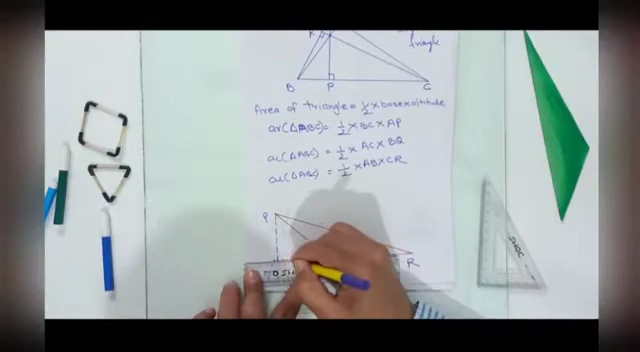 triangle
R
B
P
C
Area of triangle = 1/2 × base × altitude
ar(△ABC) = 1/2 × BC × AP
ar(△ABC) = 1/2 × AC × BQ
ar(△ABC) = 1/2 × AB × CR
P
R